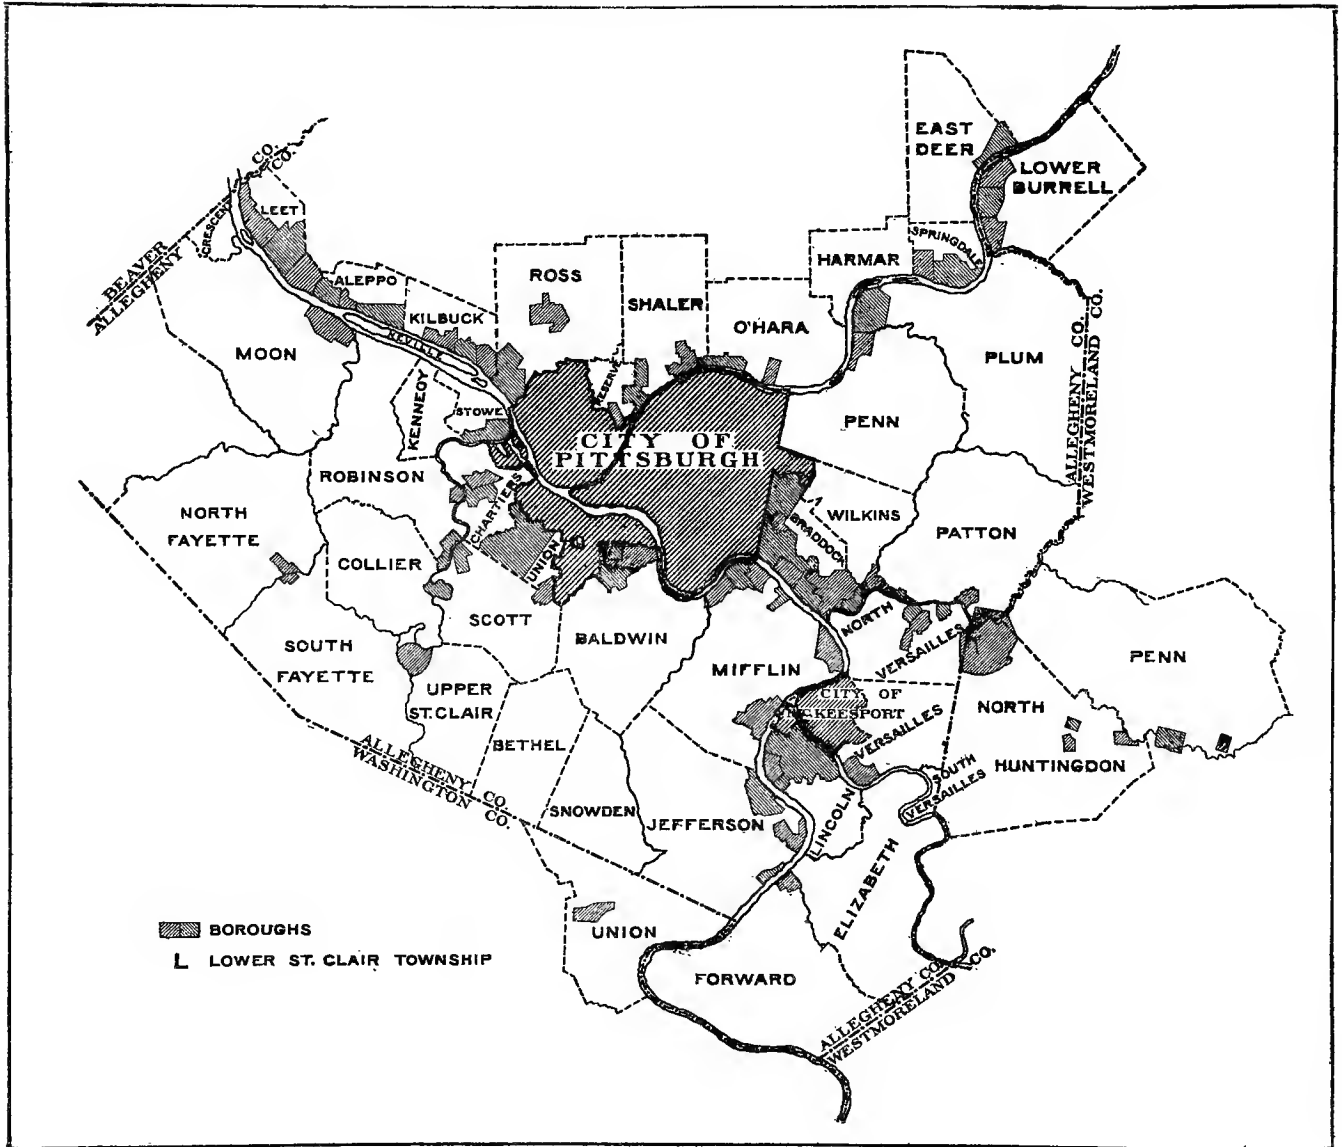 EAST
DEER
LOWER
BURRELL
BEAVER CO.
ALLEGHENY CO.
CRESCENT
LEET
SPRINGDALE
HARMAR
ALEPPO
ROSS
SHALER
KILBUCK
NEVILLE
O'HARA
MOON
PLUM
ALLEGHENY CO.
WESTMORELAND CO.
RESERVE
KENNEDY
STOWE
PENN
CITY OF
PITTSBURGH
ROBINSON
CHARTIERS
NORTH
FAYETTE
WILKINS
BRADDOCK
PATTON
COLLIER
UNION
SCOTT
BALDWIN
NORTH
VERSAILLES
SOUTH
FAYETTE
MIFFLIN
PENN
UPPER
ST. CLAIR
CITY OF
McKEESPORT
NORTH
HUNTINGDON
VERSAILLES
BETHEL
ALLEGHENY CO.
WASHINGTON CO.
SOUTH
VERSAILLES
SNOWDEN
JEFFERSON
LINCOLN
ELIZABETH
BOROUGHS
UNION
L LOWER ST. CLAIR TOWNSHIP
FORWARD
ALLEGHENY CO.
WESTMORELAND CO.